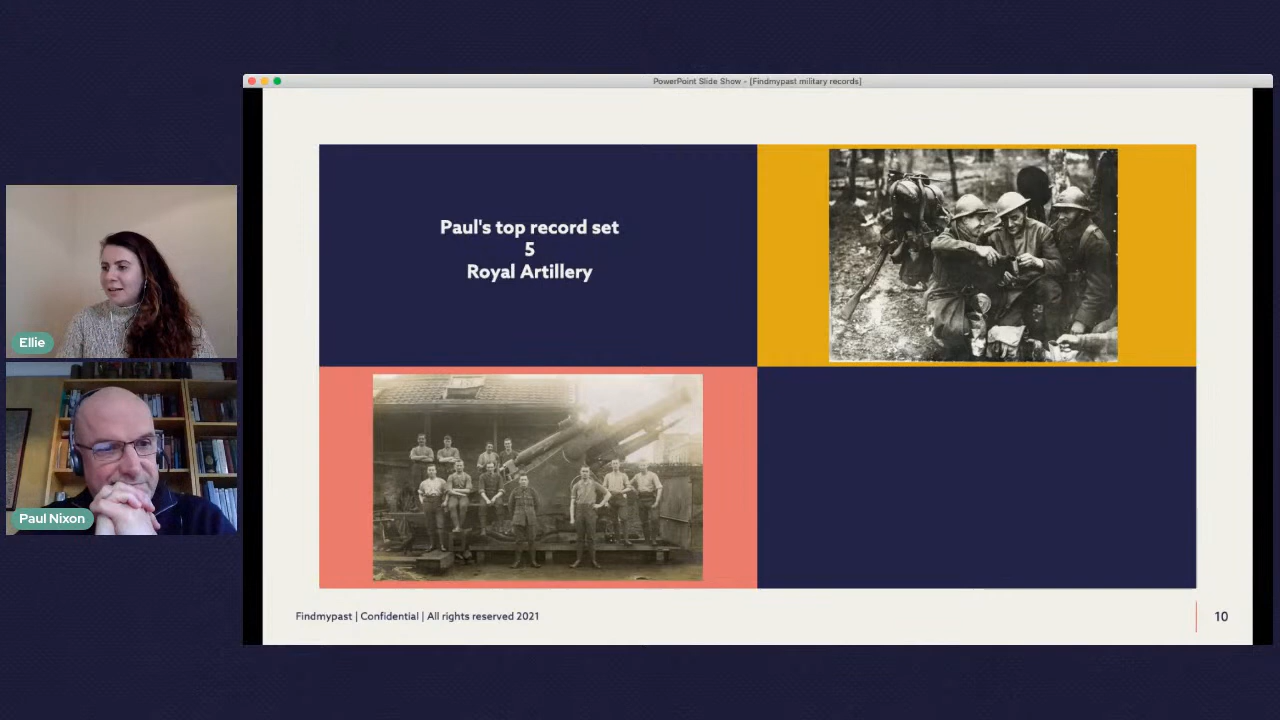 PowerPoint Slide Show - [Findmypast military records]
Paul's top record set
5
Royal Artillery
Ellie
Paul Nixon
Findmypast | Confidential | All rights reserved 2021
10